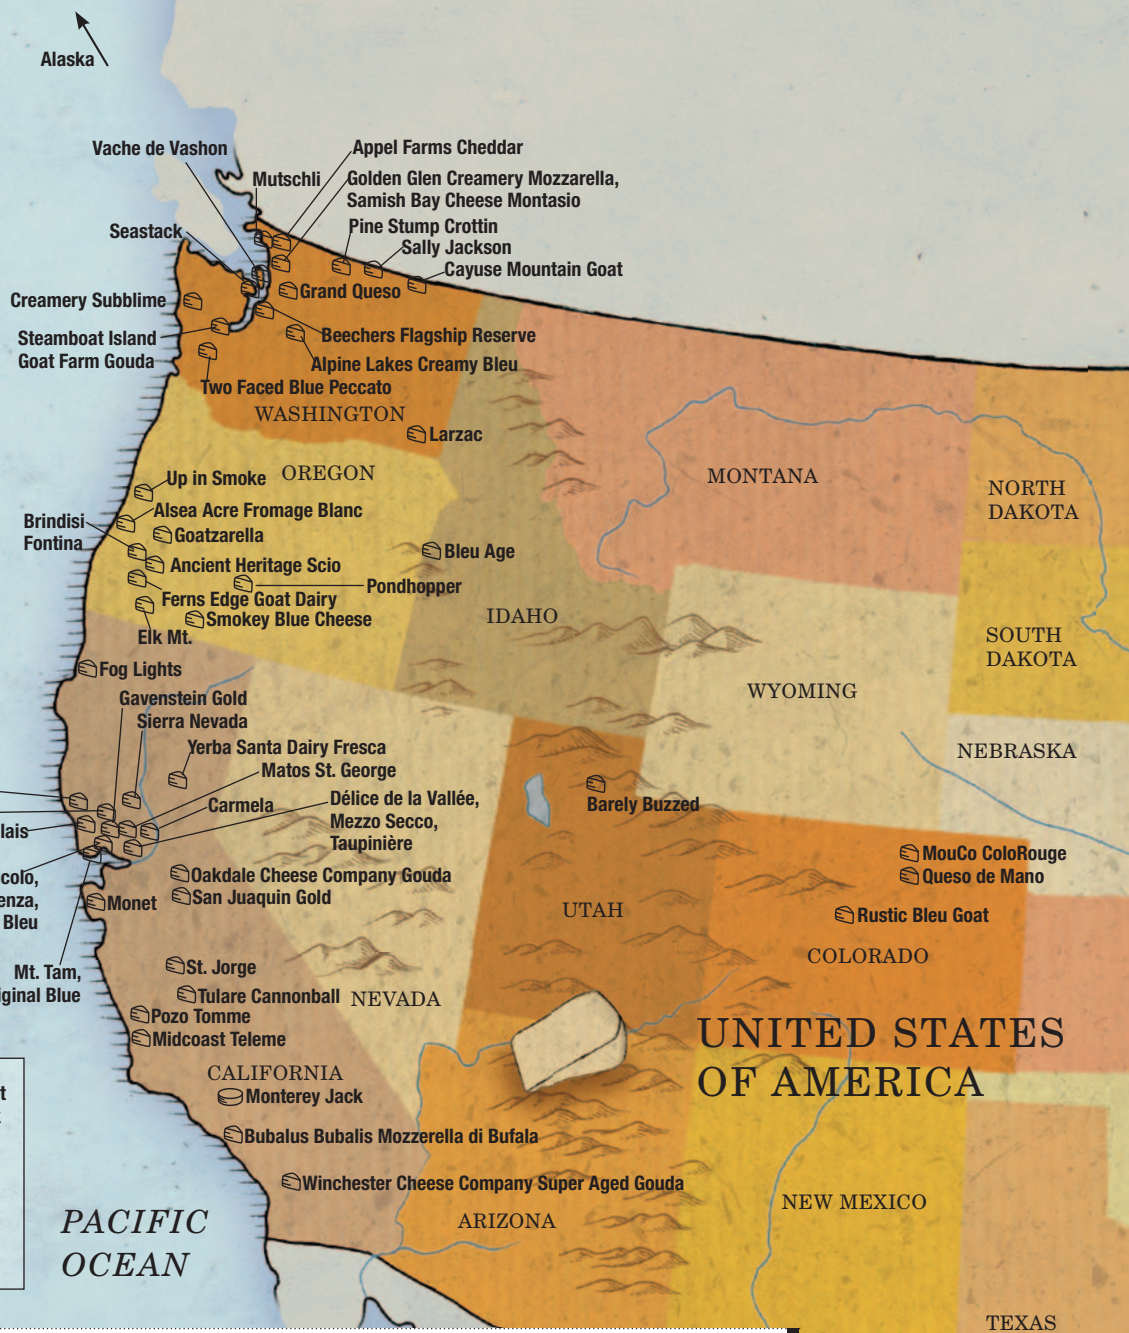 Alaska
Vache de Vashon
Appel Farms Cheddar
Mutschli
Golden Glen Creamery Mozzarella,
Samish Bay Cheese Montasio
Pine Stump Crottin
Seastack
Sally Jackson
Cayuse Mountain Goat
Creamery Subblime
Grand Queso
Steamboat Island
Goat Farm Gouda
Beechers Flagship Reserve
Alpine Lakes Creamy Bleu
Two Faced Blue Peccato
WASHINGTON
Larzac
OREGON
Up in Smoke
MONTANA
NORTH
DAKOTA
Alsea Acre Fromage Blanc
Brindisi
Fontina
Goatzarella
Bleu Age
Ancient Heritage Scio
Pondhopper
Ferns Edge Goat Dairy
Smokey Blue Cheese
IDAHO
Elk Mt.
SOUTH
DAKOTA
Fog Lights
WYOMING
Gavenstein Gold
Sierra Nevada
Yerba Santa Dairy Fresca
NEBRASKA
Matos St. George
Carmela
Délice de la Vallée,
Mezzo Secco,
Taupinière
Barely Buzzed
lais
MouCo ColoRouge
Queso de Mano
Oakdale Cheese Company Gouda
San Juaquin Gold
colo,
enza,
Bleu
Monet
UTAH
Rustic Bleu Goat
COLORADO
St. Jorge
Mt. Tam,
iginal Blue
Tulare Cannonball
NEVADA
Pozo Tomme
Midcoast Teleme
UNITED STATES
OF AMERICA
CALIFORNIA
Monterey Jack
t
Bubalus Bubalis Mozzerella di Bufala
Winchester Cheese Company Super Aged Gouda
NEW MEXICO
ARIZONA
PACIFIC
OCEAN
TEXAS